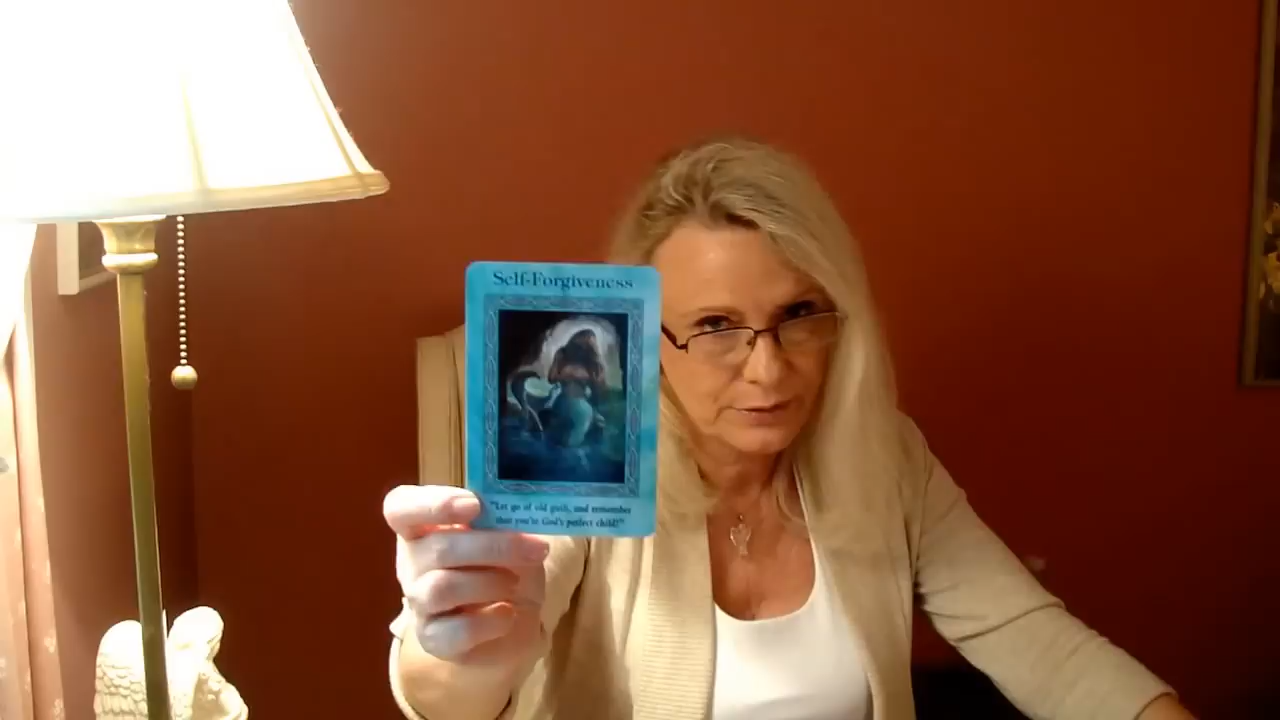 Self-Forgiveness
"Let go of old guilt, and remember
that you're God's perfect child!"